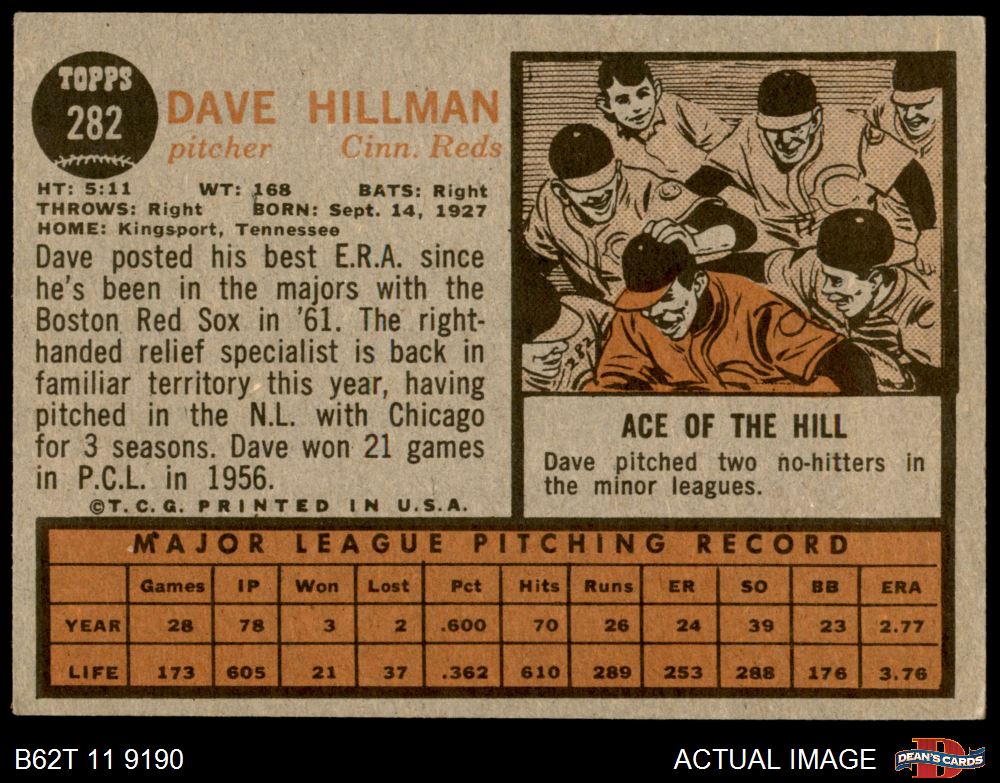 TOPPS
282
DAVE HILLMAN
pitcher Cinn. Reds
HT: 5:11 WT: 168 BATS: Right
THROWS: Right BORN: Sept. 14, 1927
HOME: Kingsport, Tennessee
Dave posted his best E.R.A. since
he's been in the majors with the
Boston Red Sox in '61. The right-
handed relief specialist is back in
familiar territory this year, having
pitched in the N.L. with Chicago
for 3 seasons. Dave won 21 games
in P.C.L. in 1956.
©T.C.G. PRINTED IN U.S.A.
282
ACE OF THE HILL
Dave pitched two no-hitters in
the minor leagues.
MAJOR LEAGUE PITCHING RECORD
Games IP Won Lost Pct Hits Runs ER SO BB ERA
YEAR 28 78 3 2 .600 70 26 24 39 23 2.77
LIFE 173 605 21 37 .362 610 289 253 288 176 3.76
B62T 11 9190 ACTUAL IMAGE DEAN'S CARDS